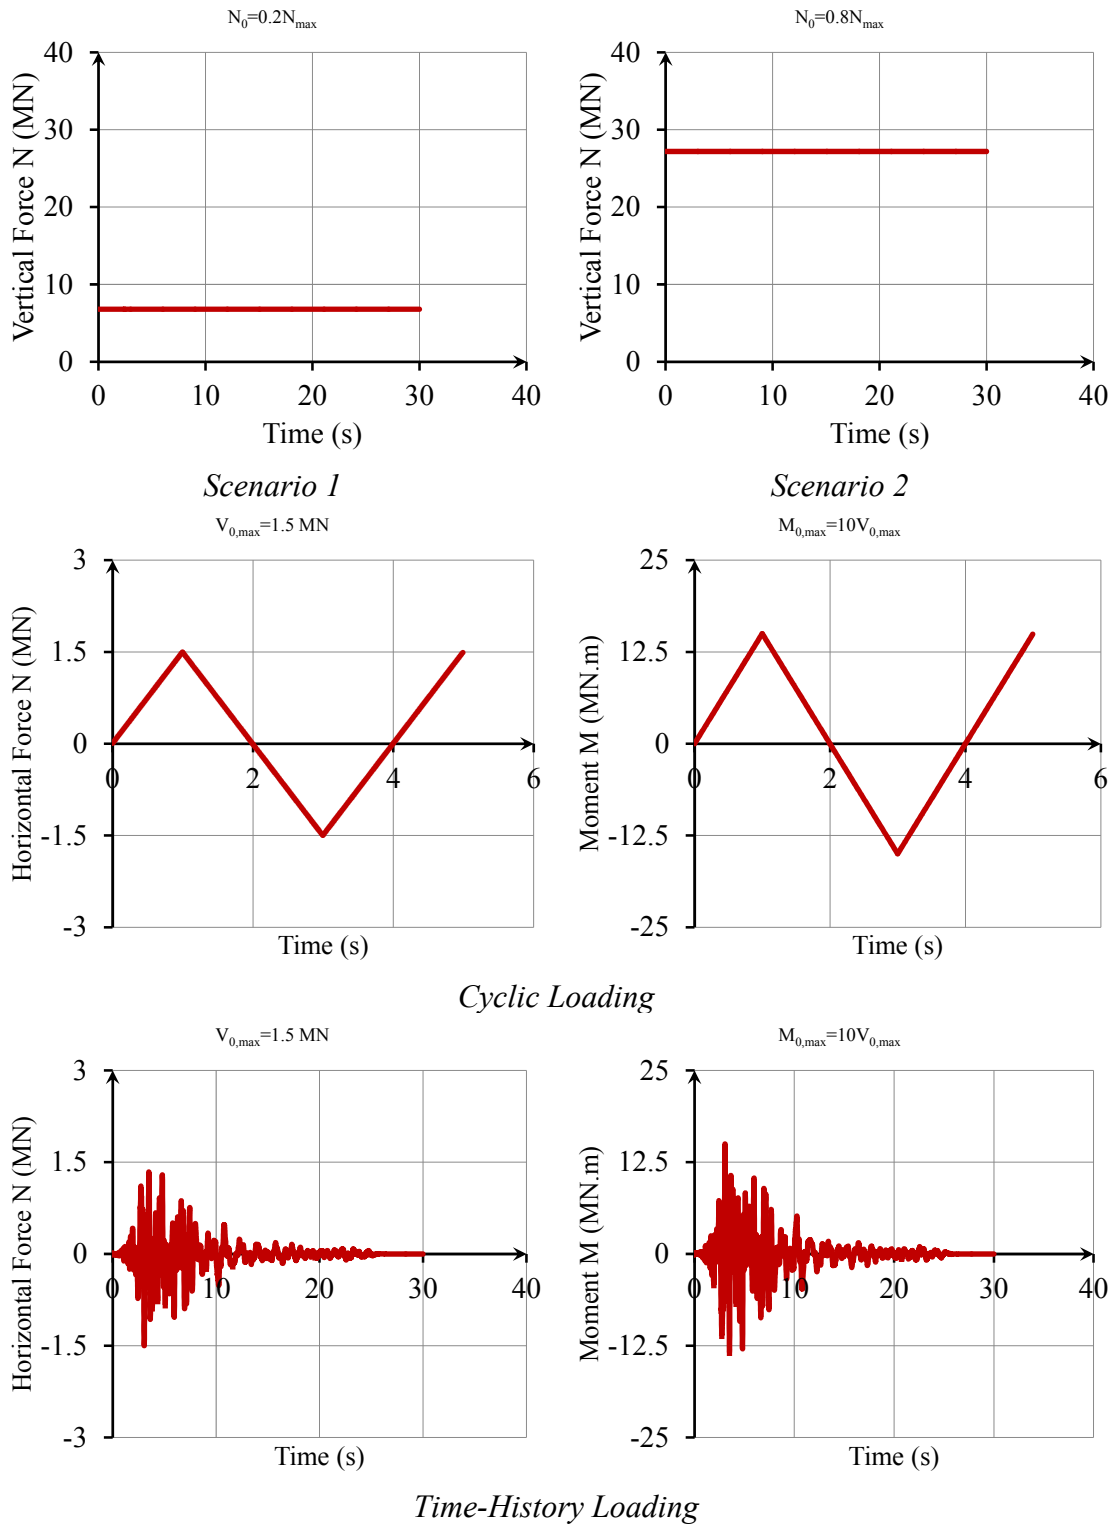 N0=0.2Nmax
N0=0.8Nmax
Vertical Force N (MN)
40
30
20
10
0
0 10 20 30 40
Time (s)
Vertical Force N (MN)
40
30
20
10
0
0 10 20 30 40
Time (s)
Scenario 1
Scenario 2
V0,max=1.5 MN
M0,max=10V0,max
Horizontal Force N (MN)
3
1.5
0
-1.5
-3
0 2 4 6
Time (s)
Moment M (MN.m)
25
12.5
0
-12.5
-25
0 2 4 6
Time (s)
Cyclic Loading
V0,max=1.5 MN
M0,max=10V0,max
Horizontal Force N (MN)
3
1.5
0
-1.5
-3
0 10 20 30 40
Time (s)
Moment M (MN.m)
25
12.5
0
-12.5
-25
0 10 20 30 40
Time (s)
Time-History Loading